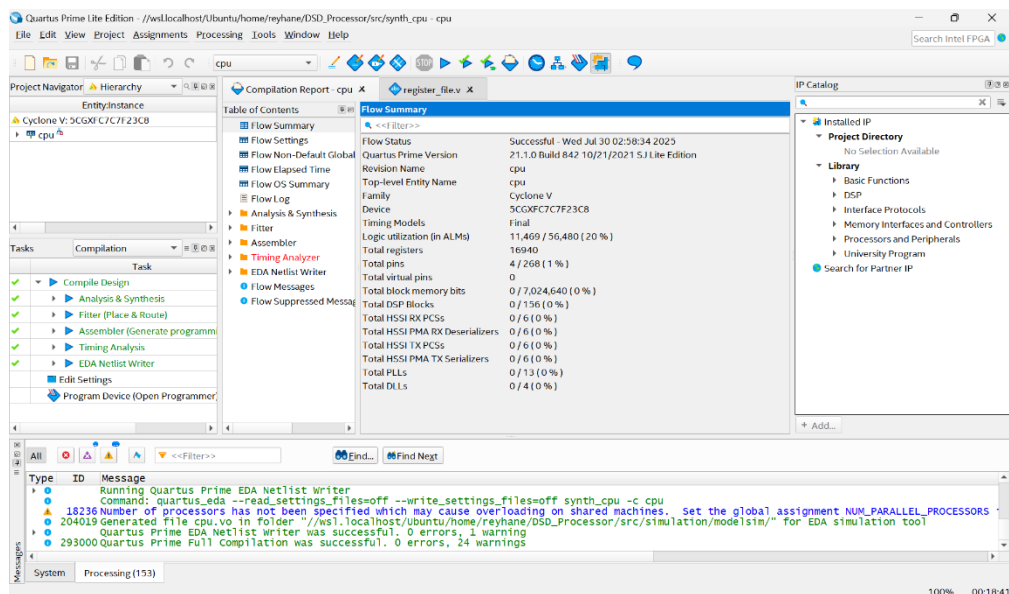 Quartus Prime Lite Edition - //wsl.localhost/Ubuntu/home/reyhane/DSD_Processor/src/synth_cpu - cpu
File Edit View Project Assignments Processing Tools Window Help
Search Intel FPGA
cpu
Project Navigator Hierarchy
Entity:Instance
Cyclone V: 5CGXFC7C7F23C8
cpu
Tasks Compilation
Task
Compile Design
Analysis & Synthesis
Fitter (Place & Route)
Assembler (Generate programmi
Timing Analysis
EDA Netlist Writer
Edit Settings
Program Device (Open Programmer)
Compilation Report - cpu
register_file.v
Table of Contents
Flow Summary
Flow Settings
Flow Non-Default Global
Flow Elapsed Time
Flow OS Summary
Flow Log
Analysis & Synthesis
Fitter
Assembler
Timing Analyzer
EDA Netlist Writer
Flow Messages
Flow Suppressed Messag
Flow Summary
<<Filter>>
Flow Status Successful - Wed Jul 30 02:58:34 2025
Quartus Prime Version 21.1.0 Build 842 10/21/2021 SJ Lite Edition
Revision Name cpu
Top-level Entity Name cpu
Family Cyclone V
Device 5CGXFC7C7F23C8
Timing Models Final
Logic utilization (in ALMs) 11,469 / 56,480 ( 20 % )
Total registers 16940
Total pins 4 / 268 ( 1 % )
Total virtual pins 0
Total block memory bits 0 / 7,024,640 ( 0 % )
Total DSP Blocks 0 / 156 ( 0 % )
Total HSSI RX PCSs 0 / 6 ( 0 % )
Total HSSI PMA RX Deserializers 0 / 6 ( 0 % )
Total HSSI TX PCSs 0 / 6 ( 0 % )
Total HSSI PMA TX Serializers 0 / 6 ( 0 % )
Total PLLs 0 / 13 ( 0 % )
Total DLLs 0 / 4 ( 0 % )
IP Catalog
Installed IP
Project Directory
No Selection Available
Library
Basic Functions
DSP
Interface Protocols
Memory Interfaces and Controllers
Processors and Peripherals
University Program
Search for Partner IP
+ Add...
All <<Filter>> Find... Find Next
Type ID Message
Running Quartus Prime EDA Netlist Writer
Command: quartus_eda --read_settings_files=off --write_settings_files=off synth_cpu -c cpu
18236 Number of processors has not been specified which may cause overloading on shared machines. Set the global assignment NUM_PARALLEL_PROCESSORS
204019 Generated file cpu.vo in folder "//wsl.localhost/Ubuntu/home/reyhane/DSD_Processor/src/simulation/modelsim/" for EDA simulation tool
Quartus Prime EDA Netlist Writer was successful. 0 errors, 1 warning
293000 Quartus Prime Full Compilation was successful. 0 errors, 24 warnings
Messages
System Processing (153)
100% 00:18:41